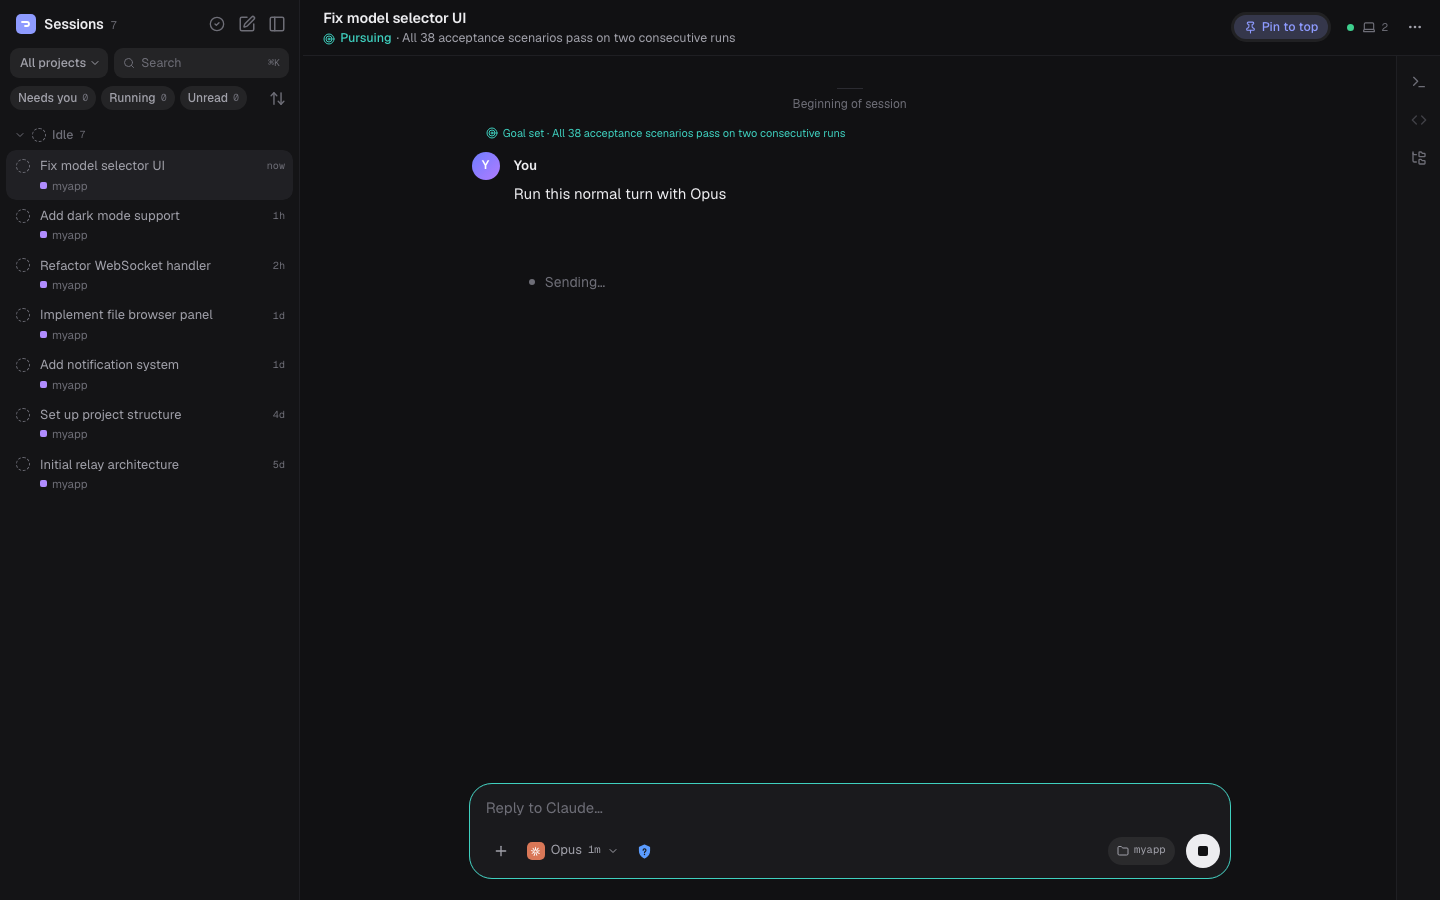 Sessions 7
All projects
Search ⌘K
Needs you 0
Running 0
Unread 0
Idle 7
Fix model selector UI now
myapp
Add dark mode support 1h
myapp
Refactor WebSocket handler 2h
myapp
Implement file browser panel 1d
myapp
Add notification system 1d
myapp
Set up project structure 4d
myapp
Initial relay architecture 5d
myapp
Fix model selector UI
Pursuing · All 38 acceptance scenarios pass on two consecutive runs
Pin to top
2
Beginning of session
Goal set · All 38 acceptance scenarios pass on two consecutive runs
Y
You
Run this normal turn with Opus
Sending…
Reply to Claude…
Opus 1m
myapp